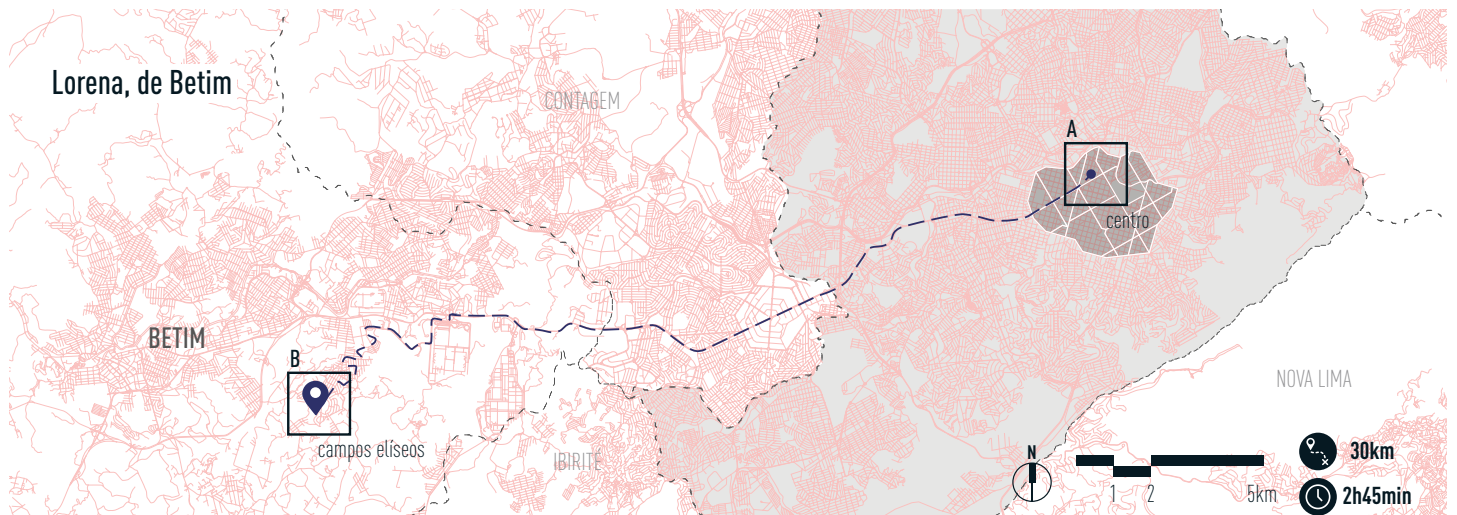 Lorena, de Betim
CONTAGEM
A
centro
BETIM
B
campos elíseos
IBIRITÉ
NOVA LIMA
N
1 2 5km
30km
2h45min